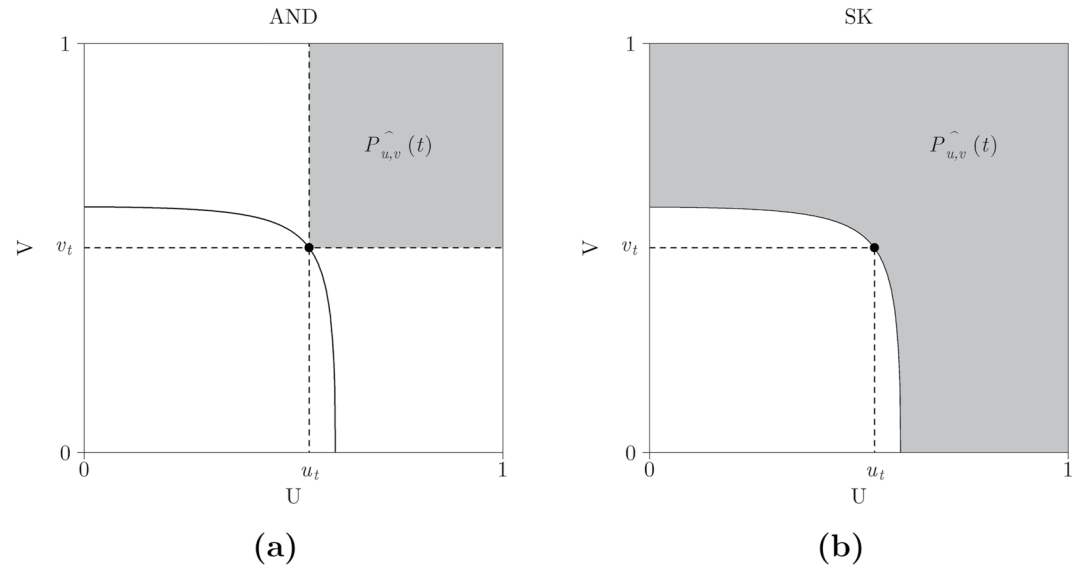 AND
SK
1
P̂_{u,v} (t)
V
v_t
0
0
u_t
1
U
1
P̂_{u,v} (t)
V
v_t
0
0
u_t
1
U
(a)
(b)